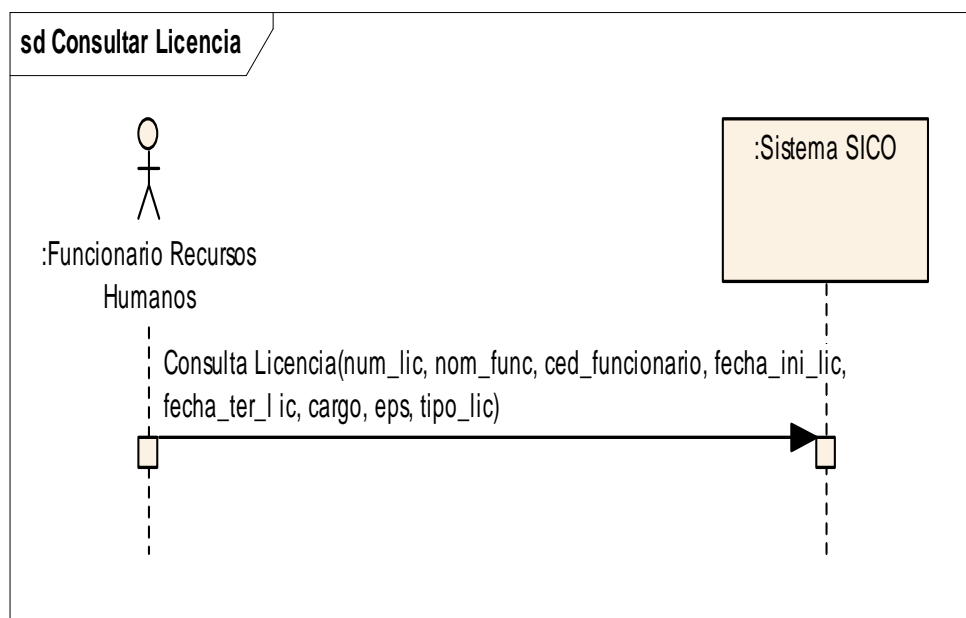 sd Consultar Licencia
:Sistema SICO
:Funcionario Recursos
Humanos
Consulta Licencia(num_lic, nom_func, ced_funcionario, fecha_ini_lic,
fecha_ter_l ic, cargo, eps, tipo_lic)